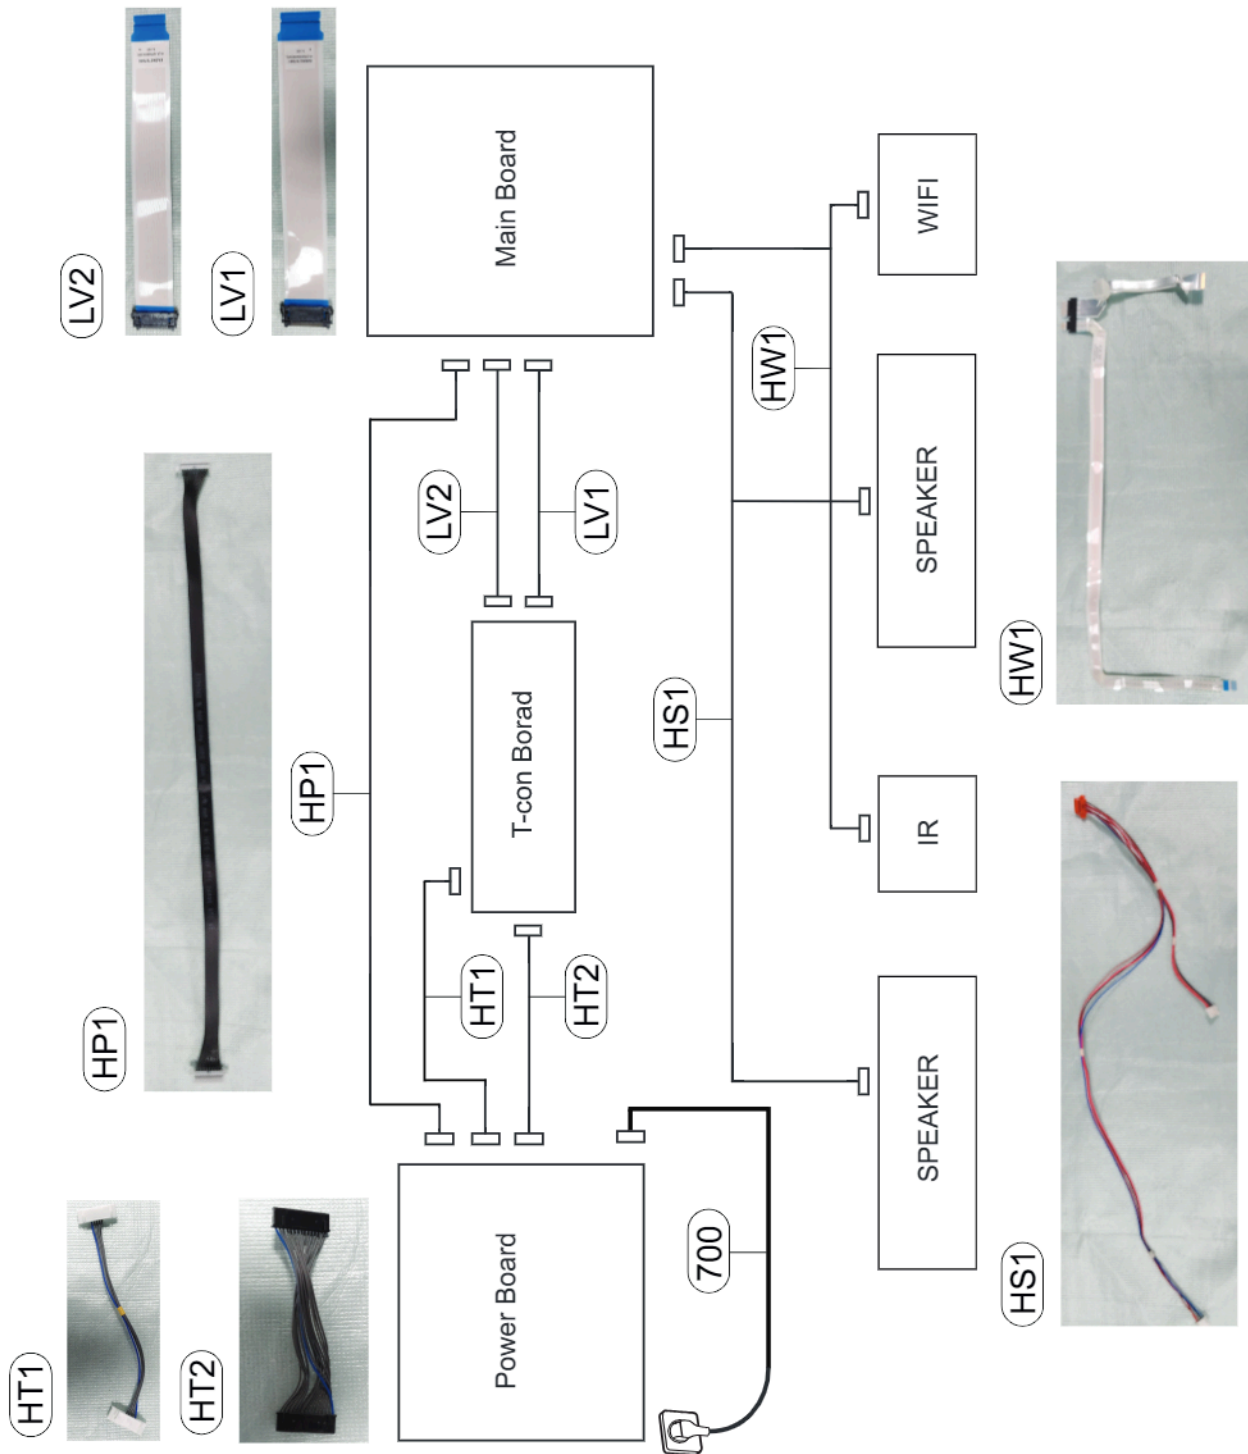 HT1
HT2
HP1
LV2
LV1
Power Board
T-con Borad
Main Board
HP1
HT1
HT2
LV2
LV1
700
HS1
HW1
SPEAKER
IR
SPEAKER
WIFI
HS1
HW1